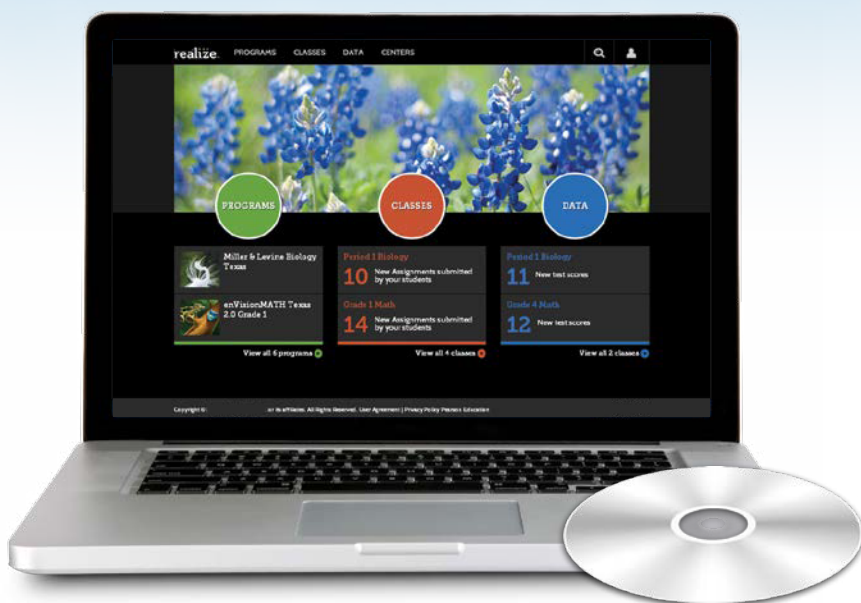 realize
PROGRAMS CLASSES DATA CENTERS
PROGRAMS
CLASSES
DATA
Miller & Levine Biology
Texas
enVisionMATH Texas
2.0 Grade 1
View all 6 programs
Period 1 Biology
10 New Assignments submitted
by your students
Grade 1 Math
14 New Assignments submitted
by your students
View all 4 classes
Period 1 Biology
11 New test scores
Grade 4 Math
12 New test scores
View all 2 classes
Copyright © or its affiliates. All Rights Reserved. User Agreement | Privacy Policy Pearson Education